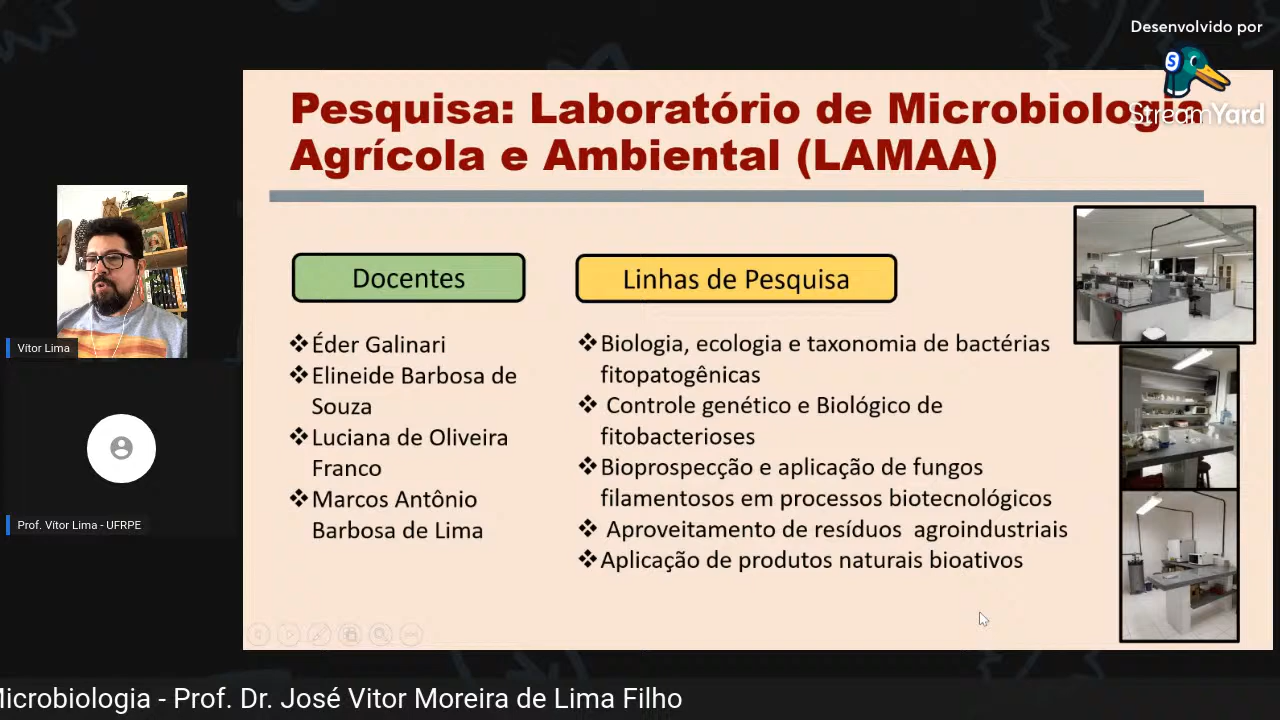 Desenvolvido por
StreamYard
Pesquisa: Laboratório de Microbiologia
Agrícola e Ambiental (LAMAA)
Docentes
❖Éder Galinari
❖Elineide Barbosa de
Souza
❖Luciana de Oliveira
Franco
❖Marcos Antônio
Barbosa de Lima
Linhas de Pesquisa
❖Biologia, ecologia e taxonomia de bactérias
fitopatogênicas
❖ Controle genético e Biológico de
fitobacterioses
❖Bioprospecção e aplicação de fungos
filamentosos em processos biotecnológicos
❖ Aproveitamento de resíduos agroindustriais
❖Aplicação de produtos naturais bioativos
Vítor Lima
Prof. Vítor Lima - UFRPE
Microbiologia - Prof. Dr. José Vitor Moreira de Lima Filho